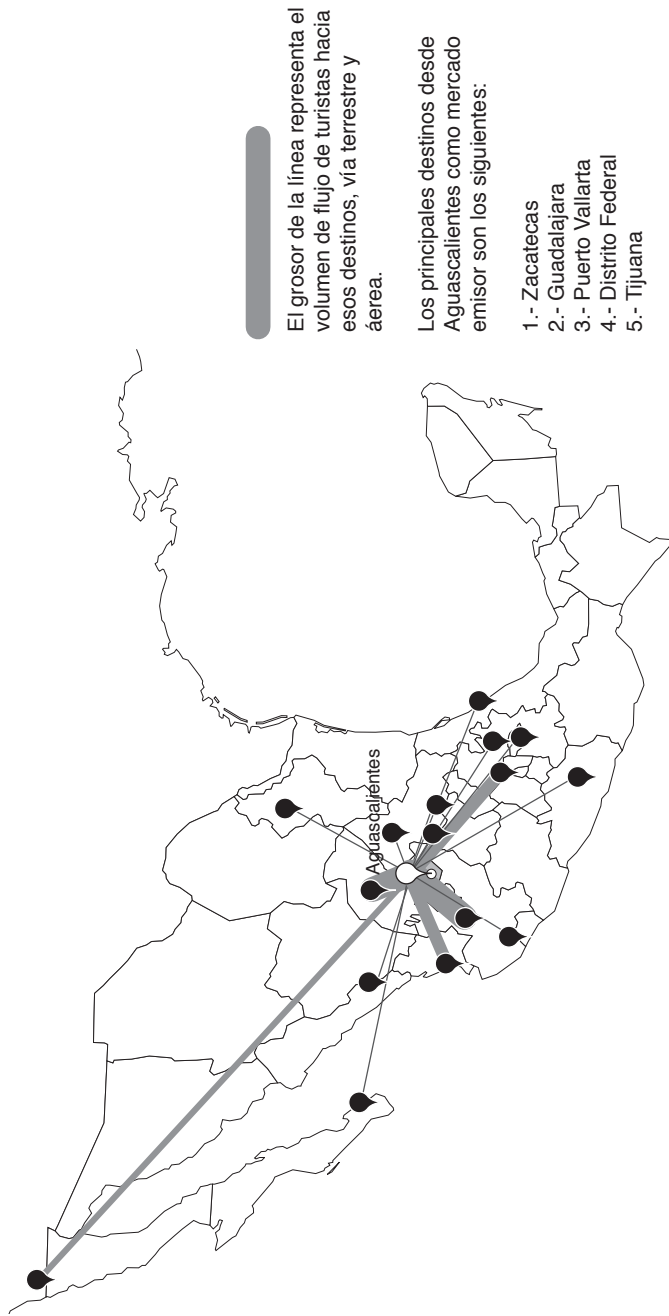 El grosor de la línea representa el
volumen de flujo de turistas hacia
esos destinos, vía terrestre y
áerea.
Los principales destinos desde
Aguascalientes como mercado
emisor son los siguientes:
1.- Zacatecas
2.- Guadalajara
3.- Puerto Vallarta
4.- Distrito Federal
5.- Tijuana
Aguascalientes